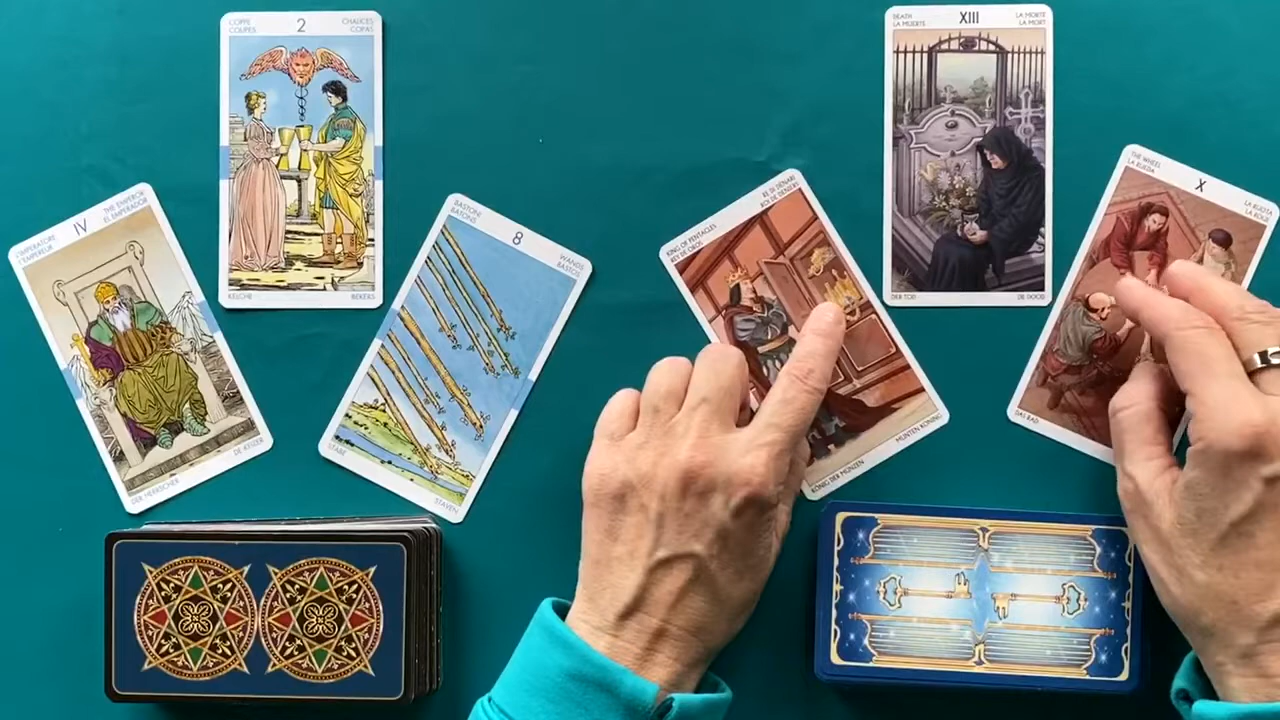 COPPE
COUPES
2
CHALICES
COPAS
KELCHE
BEKERS
L'IMPERATORE
L'EMPEREUR
IV
THE EMPEROR
EL EMPERADOR
DER HERRSCHER
DE KEIZER
BASTONI
BATONS
8
WANDS
BASTOS
STÄBE
STAVEN
KING OF PENTACLES
REY DE OROS
RE DI DENARI
ROI DE DENIERS
KÖNIG DER MÜNZEN
MUNTEN KONING
DEATH
LA MUERTE
XIII
LA MORTE
LA MORT
DER TOD
DE DOOD
THE WHEEL
LA RUEDA
X
LA RUOTA
LA ROUE
DAS RAD